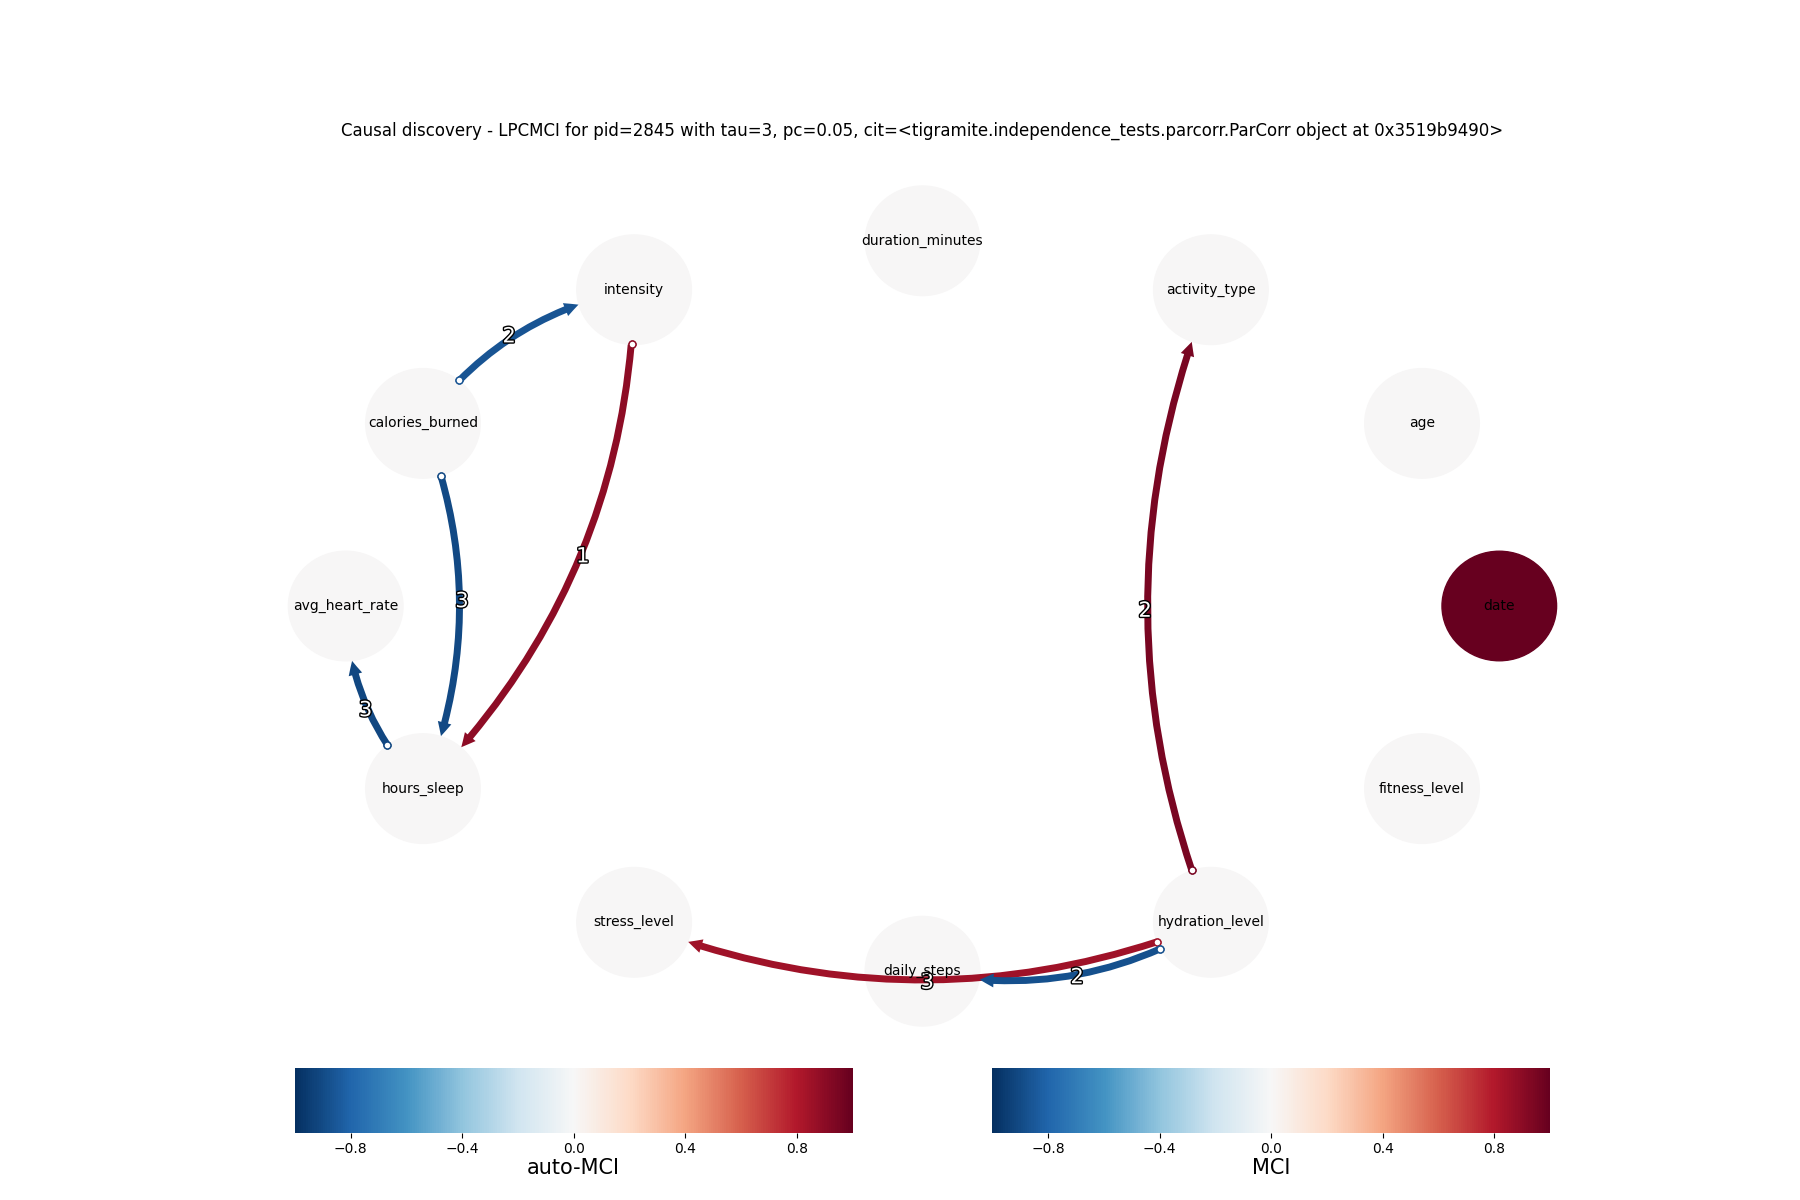 Causal discovery - LPCMCI for pid=2845 with tau=3, pc=0.05, cit=<tigramite.independence_tests.parcorr.ParCorr object at 0x3519b9490>
duration_minutes
intensity
activity_type
2
calories_burned
age
1
3
avg_heart_rate
date
2
3
hours_sleep
fitness_level
stress_level
hydration_level
daily_steps
3
2
−0.8 −0.4 0.0 0.4 0.8
auto-MCI
−0.8 −0.4 0.0 0.4 0.8
MCI